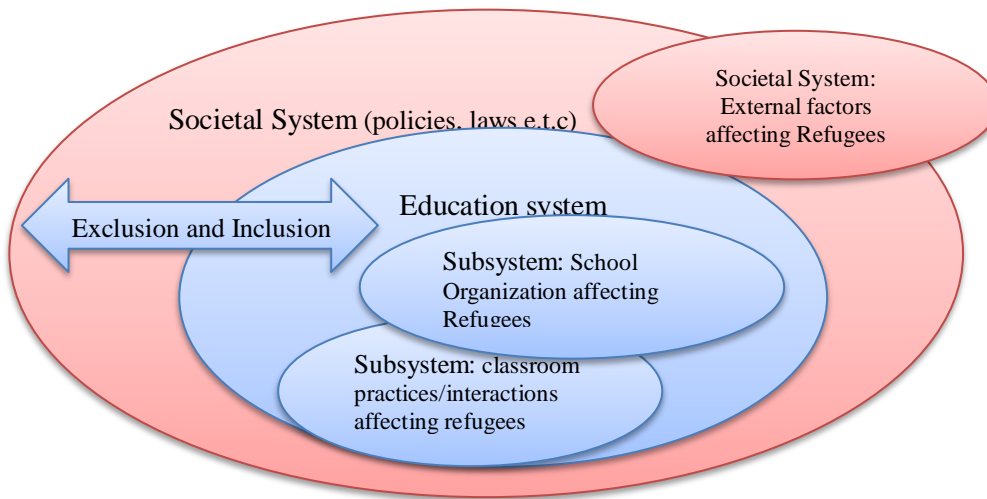 Societal System:
External factors
affecting Refugees
Societal System (policies, laws e.t.c)
Education system
Exclusion and Inclusion
Subsystem: School
Organization affecting
Refugees
Subsystem: classroom
practices/interactions
affecting refugees